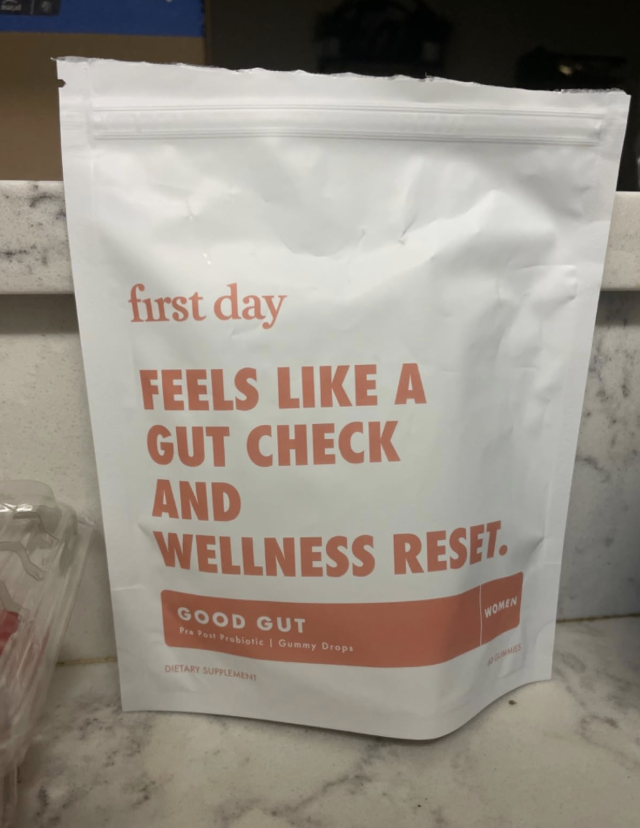 first day
FEELS LIKE A
GUT CHECK
AND
WELLNESS RESET.
GOOD GUT
WOMEN
Pre Post Probiotic | Gummy Drops
GUMMIES
DIETARY SUPPLEMENT